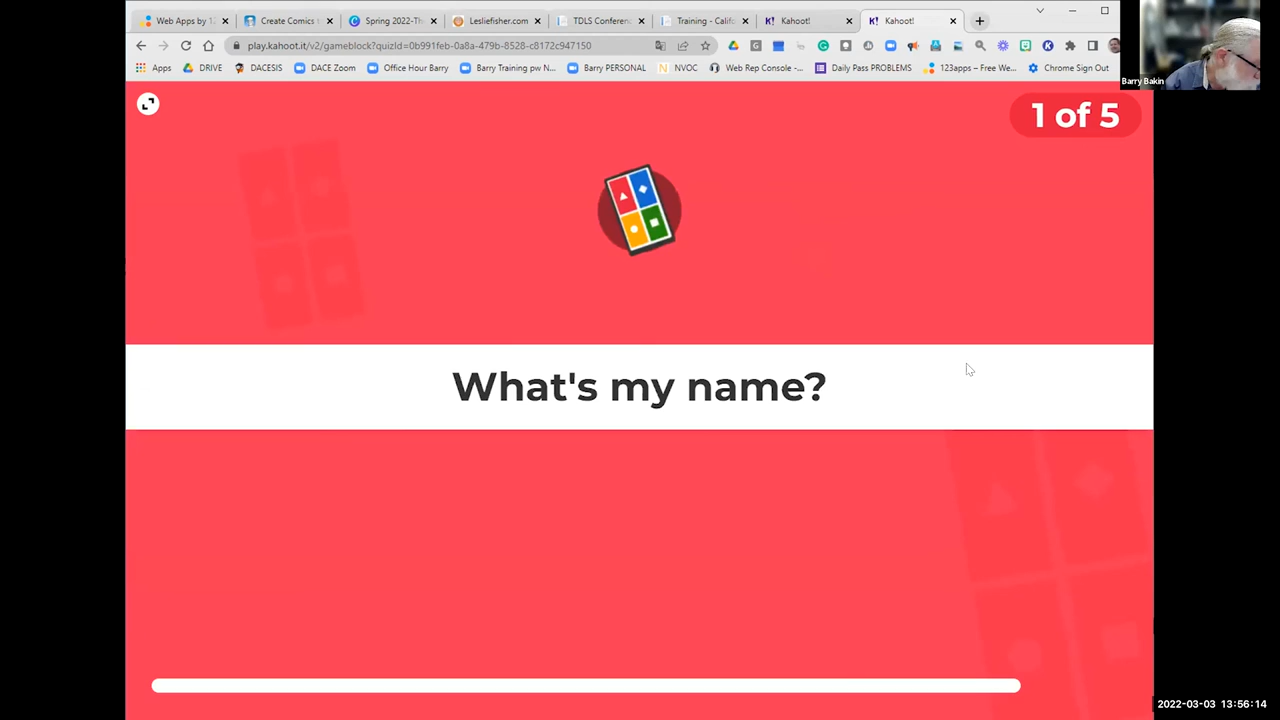 Web Apps by 1
Create Comics
Spring 2022-Th
Lesliefisher.com
TDLS Conferen
Training - Califo
Kahoot!
Kahoot!
play.kahoot.it/v2/gameblock?quizId=0b991feb-0a8a-479b-8520-c8172c947150
Apps
DRIVE
DACESIS
DACE Zoom
Office Hour Barry
Barry Training pw N...
Barry PERSONAL
NVOC
Web Rep Console -...
Daily Pass PROGRAMS
123apps – Free We...
Chrome Sign Out
Barry Bakin
1 of 5
What's my name?
2022-03-03 13:56:14